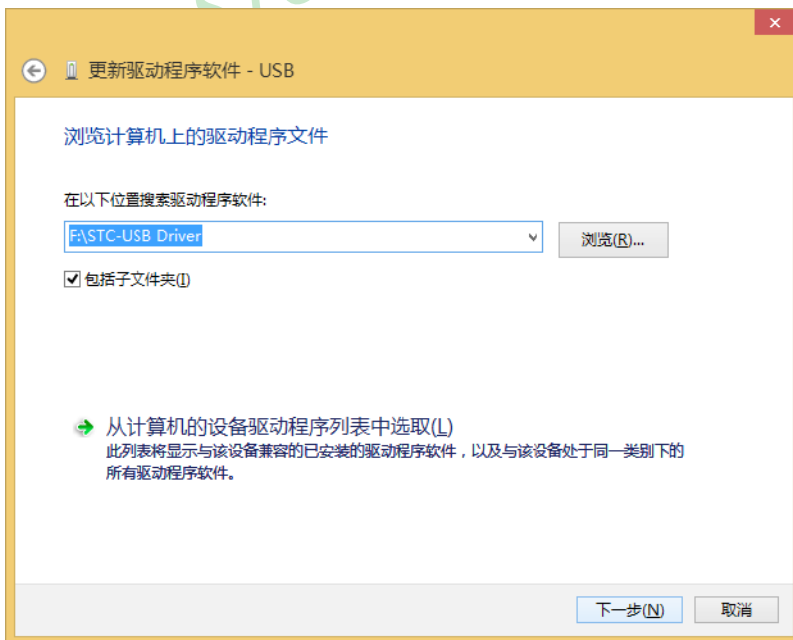 更新驱动程序软件 - USB
浏览计算机上的驱动程序文件
在以下位置搜索驱动程序软件:
F:\STC-USB Driver
浏览(R)...
包括子文件夹(I)
从计算机的设备驱动程序列表中选取(L)
此列表将显示与该设备兼容的已安装的驱动程序软件，以及与该设备处于同一类别下的
所有驱动程序软件。
下一步(N)
取消